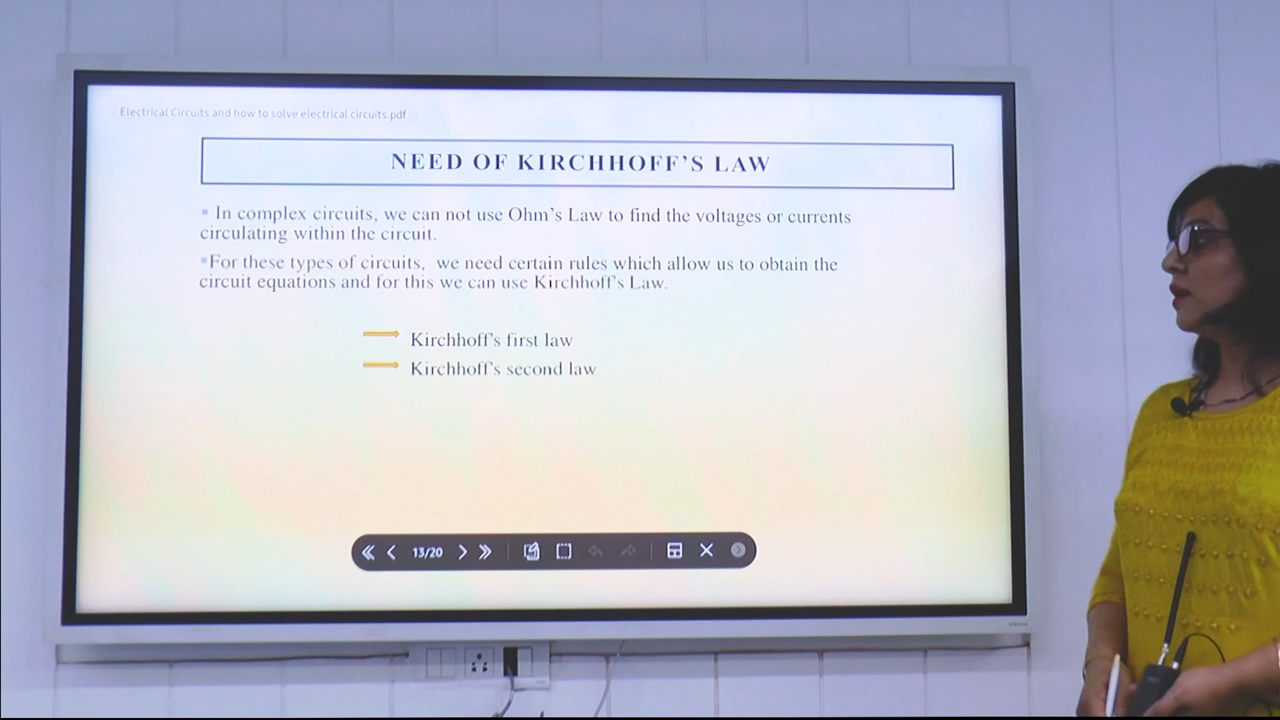 Electrical Circuits and how to solve electrical circuits.pdf
NEED OF KIRCHHOFF'S LAW
▪ In complex circuits, we can not use Ohm's Law to find the voltages or currents
circulating within the circuit.
▪For these types of circuits, we need certain rules which allow us to obtain the
circuit equations and for this we can use Kirchhoff's Law.
Kirchhoff's first law
Kirchhoff's second law
13/20